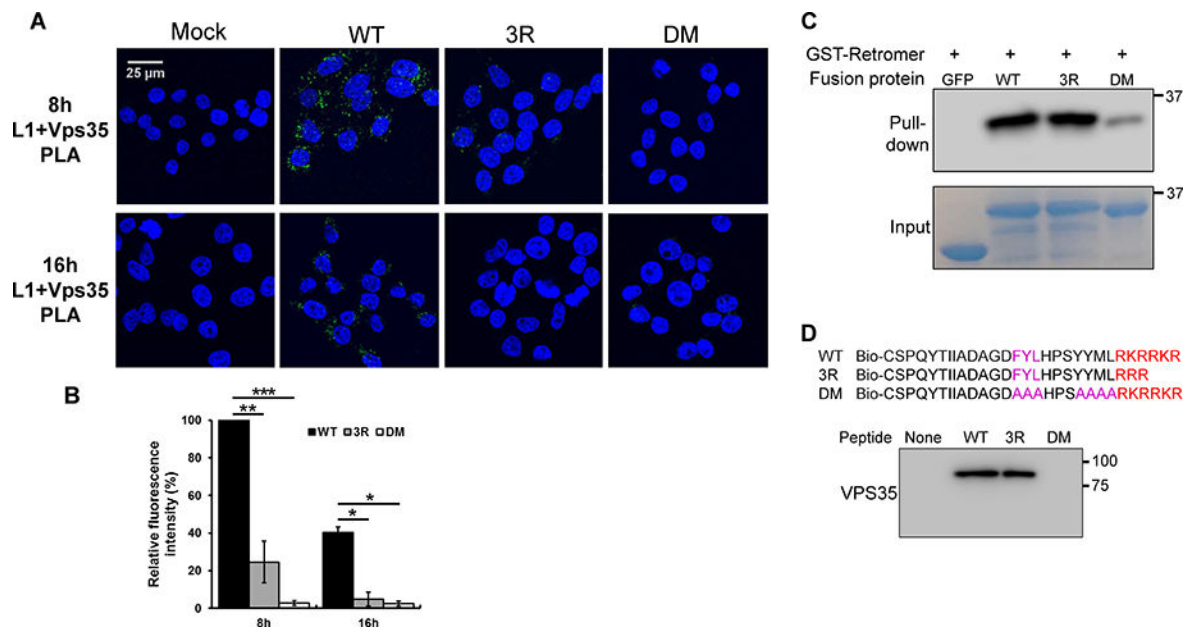 A
Mock WT 3R DM
25 µm
8h
L1+Vps35
PLA
16h
L1+Vps35
PLA
B
Relative fluorescence
intensity (%)
100
80
60
40
20
0
***
**
WT 3R DM
*
*
8h 16h
C
GST-Retromer + + + +
Fusion protein GFP WT 3R DM
Pull-
down
37
Input
37
D
WT Bio-CSPQYTIIADAGDFYLHPSYYMLRKRRKR
3R Bio-CSPQYTIIADAGDFYLHPSYYMLRRR
DM Bio-CSPQYTIIADAGDAAAHPSAAAARKRRKR
Peptide None WT 3R DM
VPS35
100
75